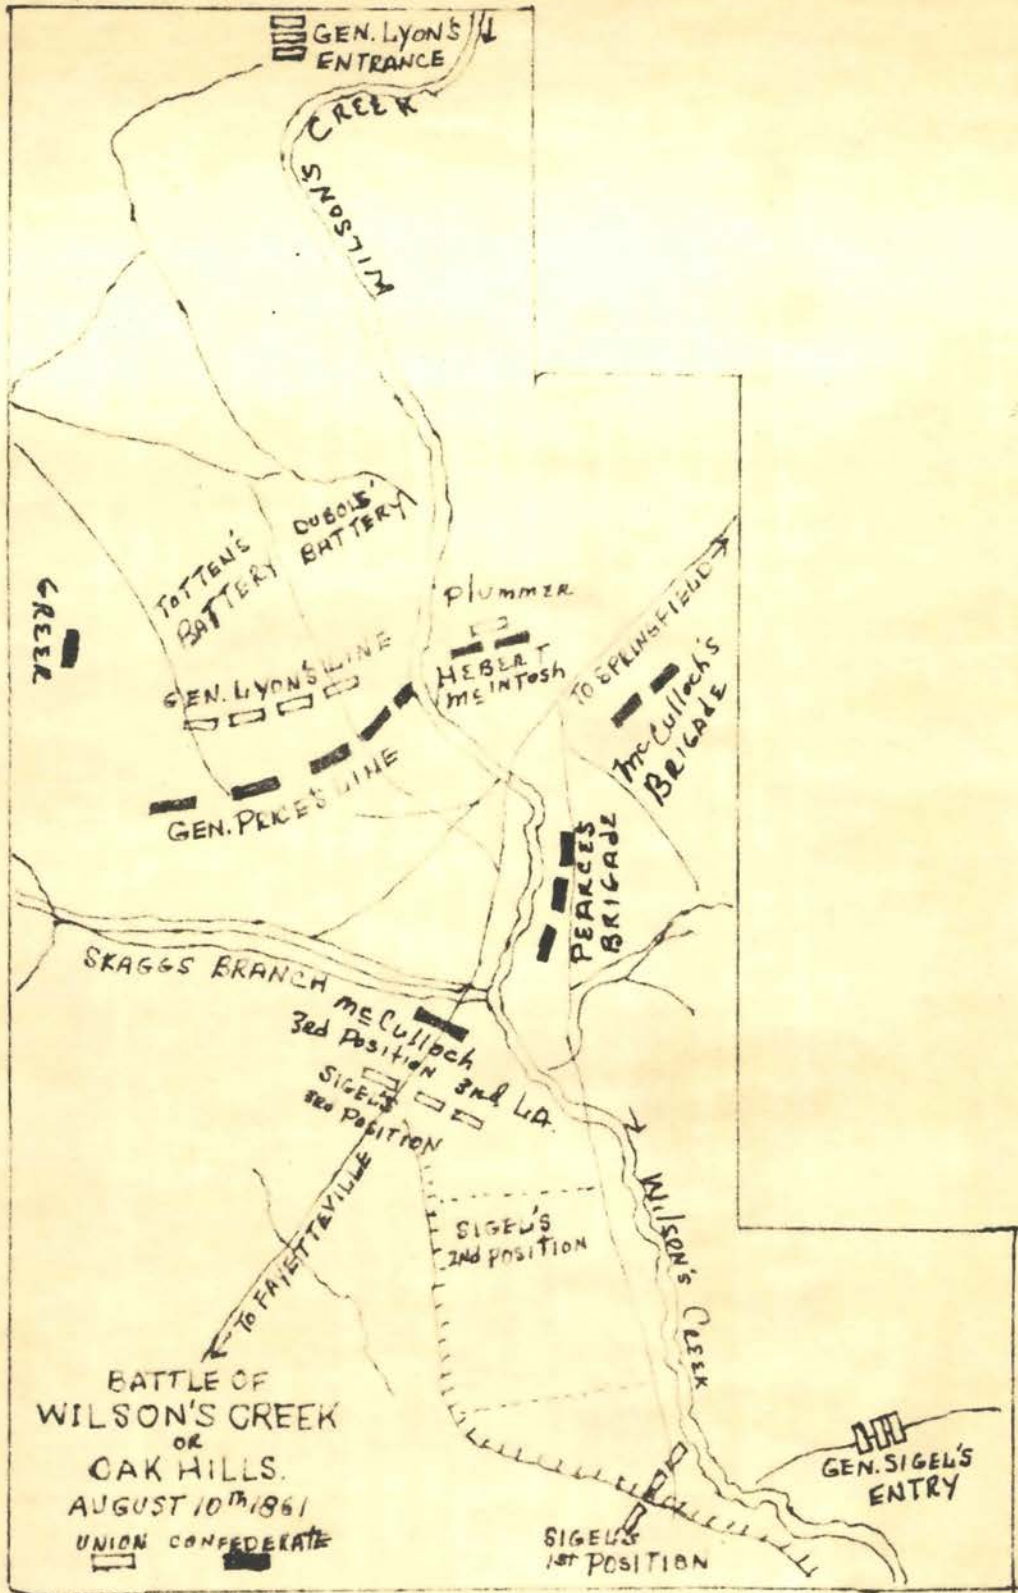 GEN. LYON'S
ENTRANCE
WILSON'S CREEK
DUBOIS'
BATTERY
TOTTEN'S
BATTERY
GREER
Plummer
HEBERT
McINTOSH
GEN. LYON'S LINE
TO SPRINGFIELD
McCulloch's
BRIGADE
GEN. PRICE'S LINE
PEARCES
BRIGADE
SKAGGS BRANCH
McCulloch
3rd Position 3rd LA.
SIGEL'S
3RD POSITION
TO FAYETTEVILLE
SIGEL'S
2ND POSITION
Wilson's Creek
GEN. SIGEL'S
ENTRY
SIGEL'S
1ST POSITION
BATTLE OF
WILSON'S CREEK
OR
OAK HILLS.
AUGUST 10TH 1861
UNION CONFEDERATE